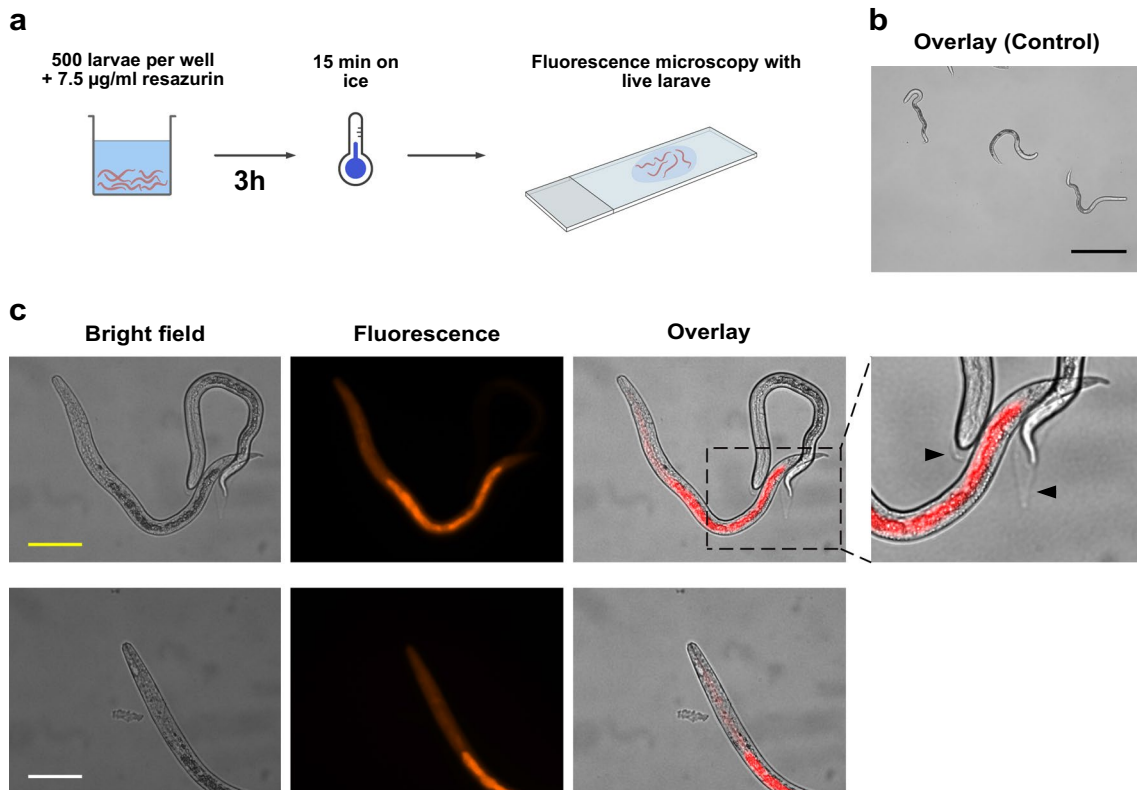 a
500 larvae per well
+ 7.5 µg/ml resazurin
3h
15 min on
ice
Fluorescence microscopy with
live larave
b
Overlay (Control)
c
Bright field
Fluorescence
Overlay